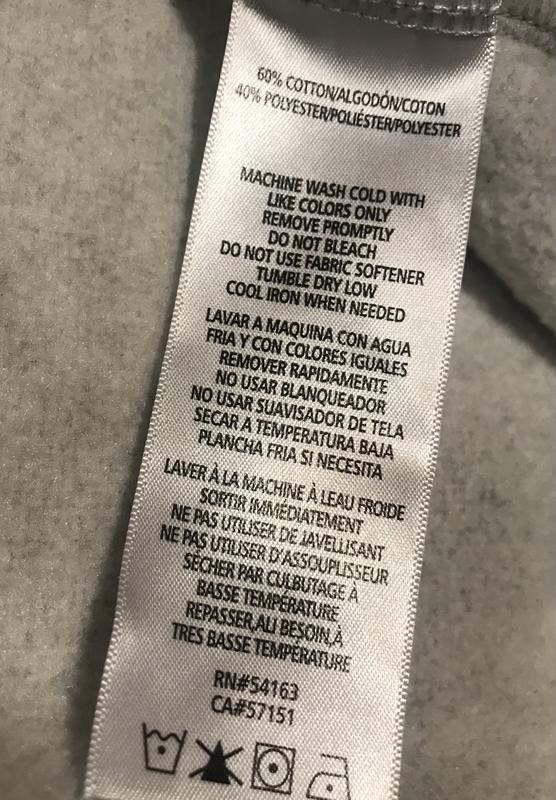 60% COTTON/ALGODÓN/COTON
40% POLYESTER/POLIÉSTER/POLYESTER
MACHINE WASH COLD WITH
LIKE COLORS ONLY
REMOVE PROMPTLY
DO NOT BLEACH
DO NOT USE FABRIC SOFTENER
TUMBLE DRY LOW
COOL IRON WHEN NEEDED
LAVAR A MAQUINA CON AGUA
FRIA Y CON COLORES IGUALES
REMOVER RAPIDAMENTE
NO USAR BLANQUEADOR
NO USAR SUAVISADOR DE TELA
SECAR A TEMPERATURA BAJA
PLANCHA FRIA SI NECESITA
LAVER À LA MACHINE À LEAU FROIDE
SORTIR IMMÉDIATEMENT
NE PAS UTILISER DE JAVELLISANT
NE PAS UTILISER D'ASSOUPLISSEUR
SÉCHER PAR CULBUTAGE À
BASSE TEMPÉRATURE
REPASSER,AU BESOIN,À
TRES BASSE TEMPÉRATURE
RN#54163
CA#57151